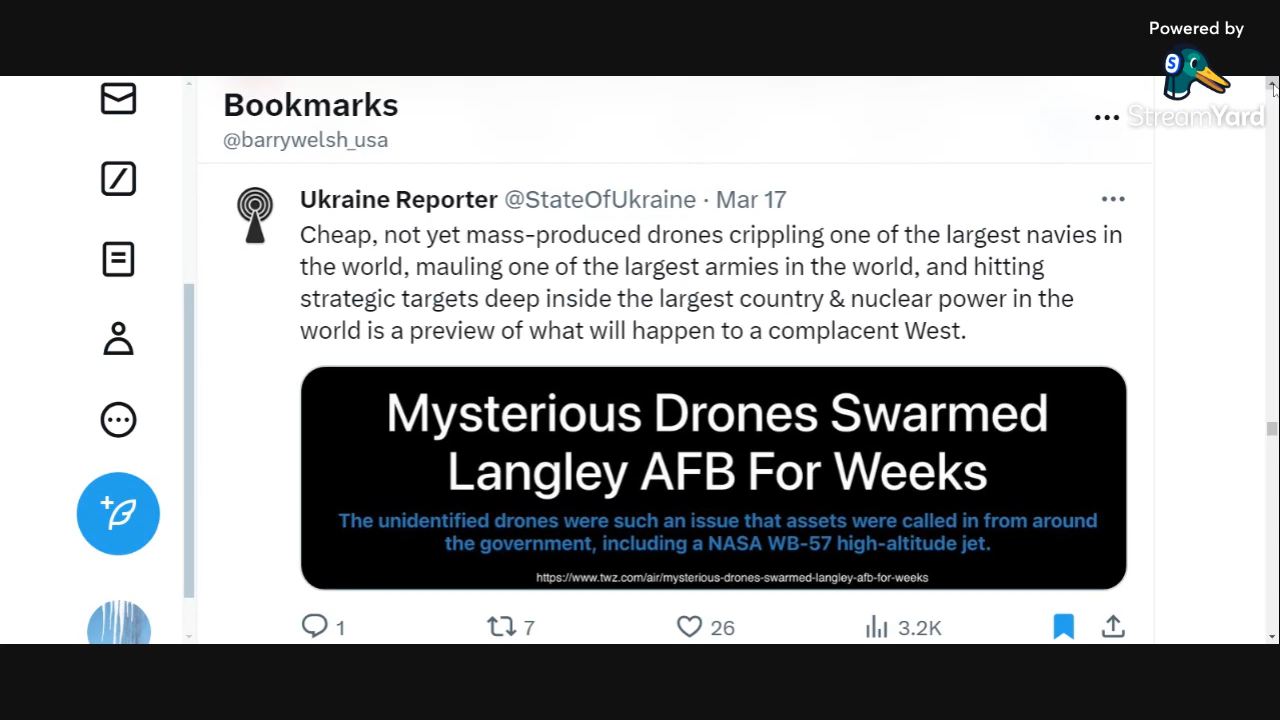 Powered by
S
StreamYard
Bookmarks
@barrywelsh_usa
Ukraine Reporter @StateOfUkraine · Mar 17
Cheap, not yet mass-produced drones crippling one of the largest navies in
the world, mauling one of the largest armies in the world, and hitting
strategic targets deep inside the largest country & nuclear power in the
world is a preview of what will happen to a complacent West.
Mysterious Drones Swarmed
Langley AFB For Weeks
The unidentified drones were such an issue that assets were called in from around
the government, including a NASA WB-57 high-altitude jet.
https://www.twz.com/air/mysterious-drones-swarmed-langley-afb-for-weeks
1 7 26 3.2K